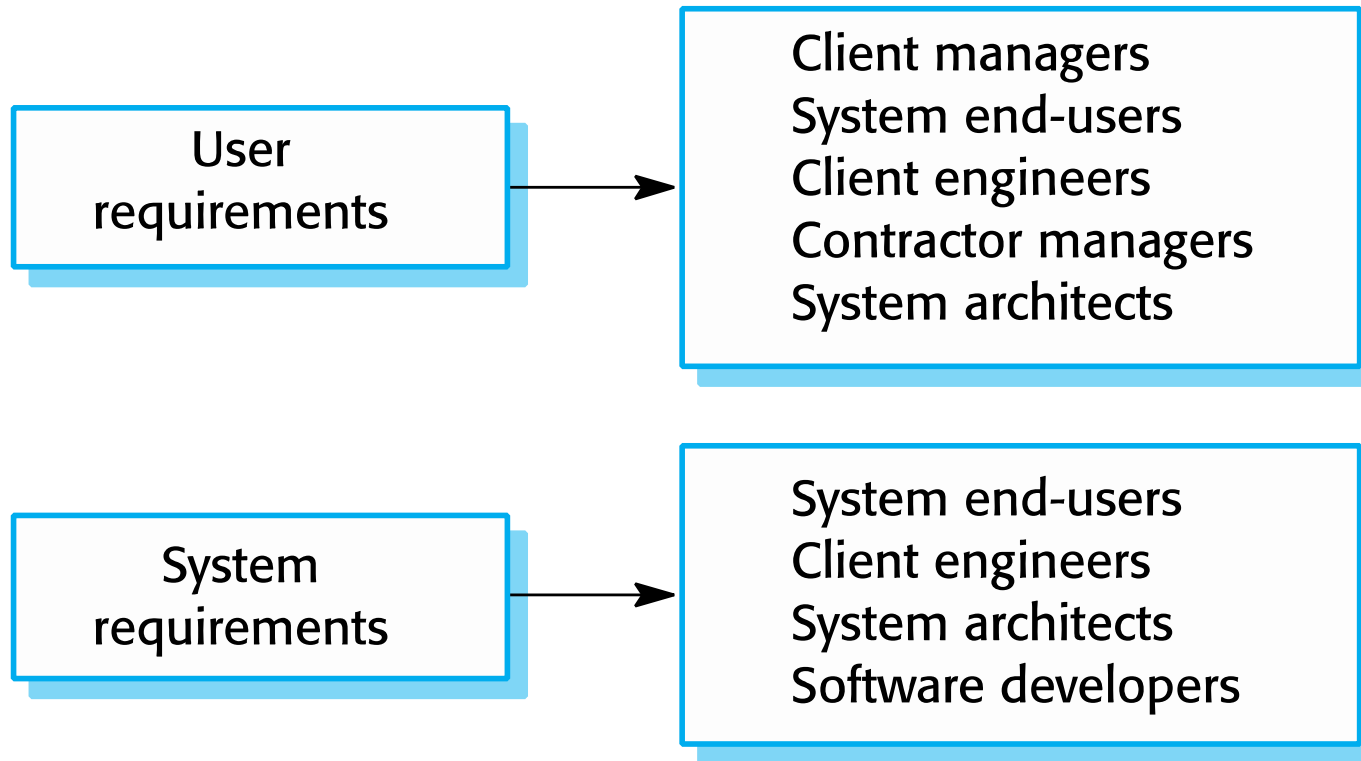 User
requirements
Client managers
System end-users
Client engineers
Contractor managers
System architects
System
requirements
System end-users
Client engineers
System architects
Software developers